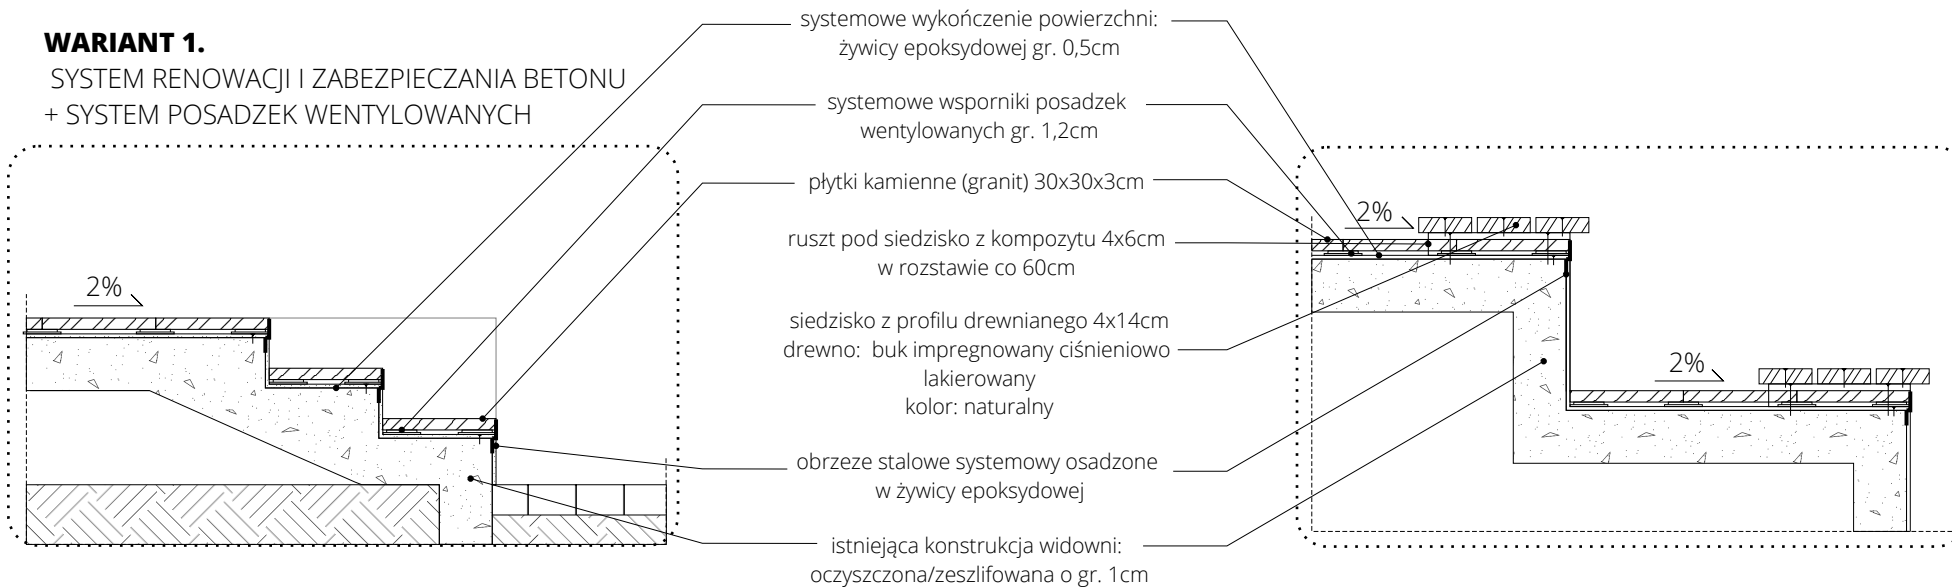 WARIANT 1.
SYSTEM RENOWACJI I ZABEZPIECZANIA BETONU
+ SYSTEM POSADZEK WENTYLOWANYCH
systemowe wykończenie powierzchni:
żywicy epoksydowej gr. 0,5cm
systemowe wsporniki posadzek
wentylowanych gr. 1,2cm
płytki kamienne (granit) 30x30x3cm
ruszt pod siedzisko z kompozytu 4x6cm
w rozstawie co 60cm
siedzisko z profilu drewnianego 4x14cm
drewno: buk impregnowany ciśnieniowo
lakierowany
kolor: naturalny
obrzeże stalowe systemowy osadzone
w żywicy epoksydowej
istniejąca konstrukcja widowni:
oczyszczona/zeszlifowana o gr. 1cm
2%
2%
2%